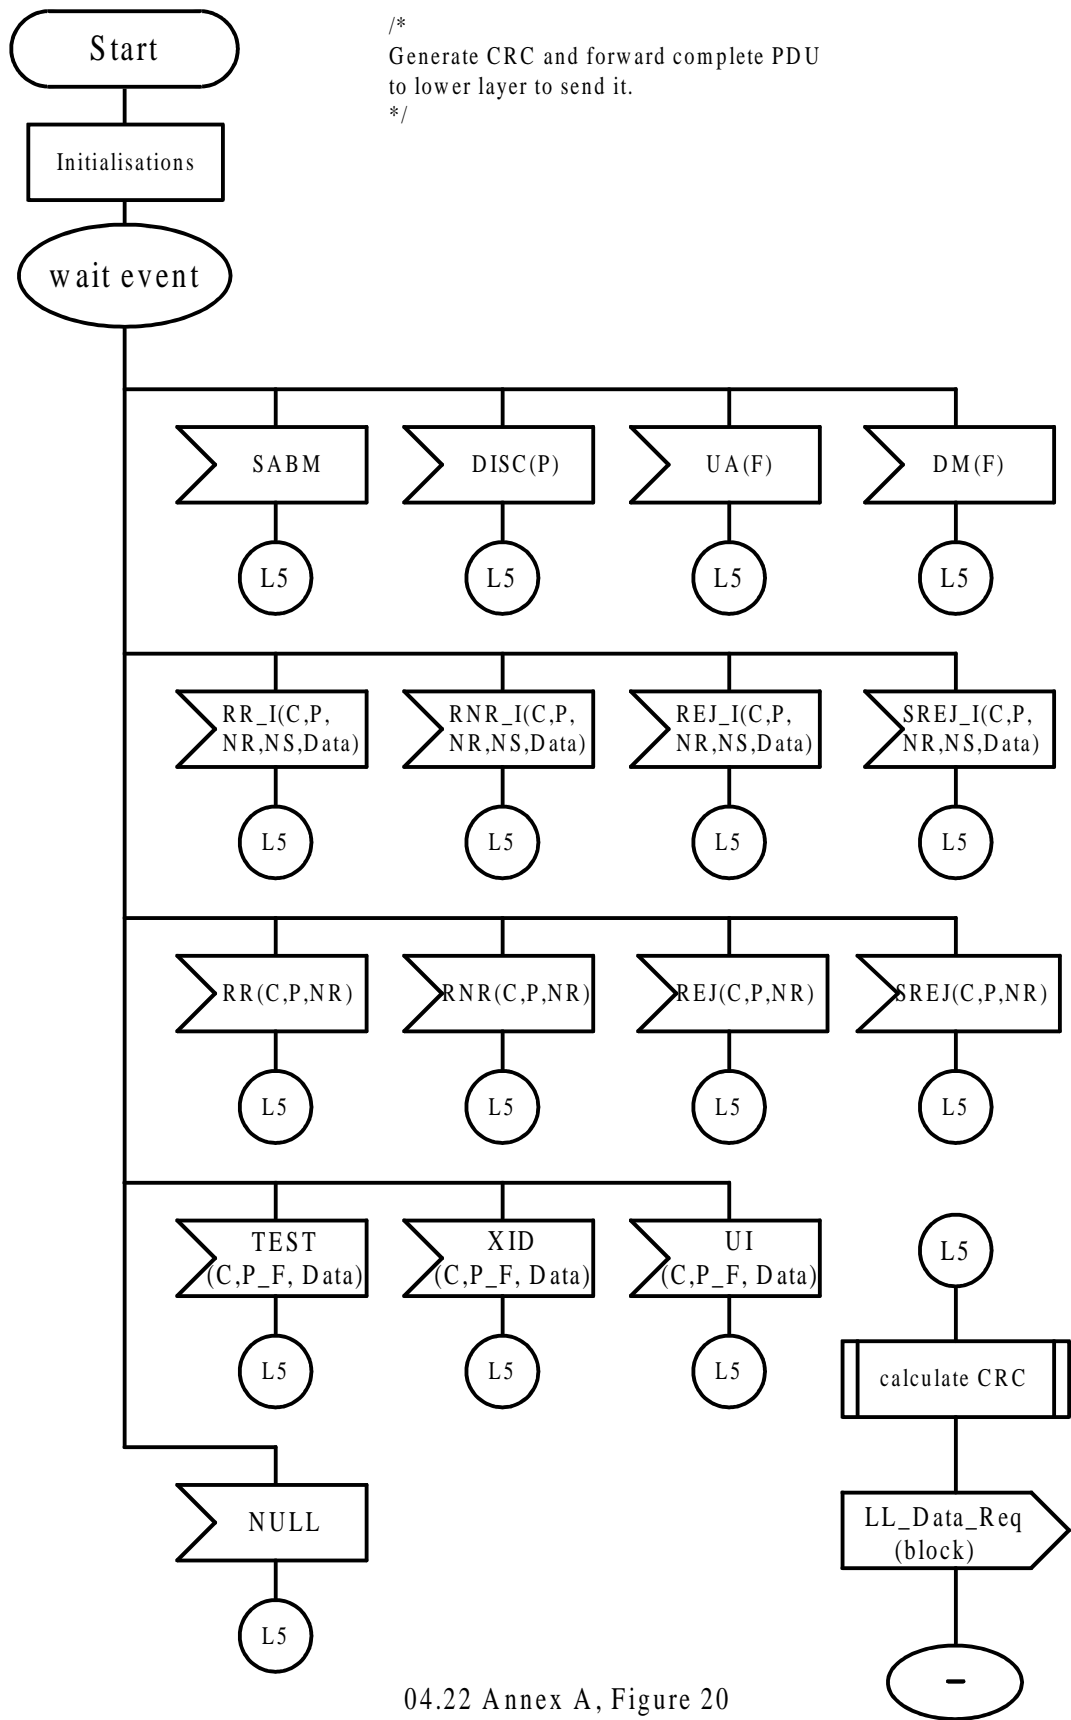 Start
/*
Generate CRC and forward complete PDU
to lower layer to send it.
*/
Initialisations
wait event
SABM
DISC(P)
UA(F)
DM(F)
L5
L5
L5
L5
RR_I(C,P,
NR,NS,Data)
RNR_I(C,P,
NR,NS,Data)
REJ_I(C,P,
NR,NS,Data)
SREJ_I(C,P,
NR,NS,Data)
L5
L5
L5
L5
RR(C,P,NR)
RNR(C,P,NR)
REJ(C,P,NR)
SREJ(C,P,NR)
L5
L5
L5
L5
TEST
(C,P_F, Data)
XID
(C,P_F, Data)
UI
(C,P_F, Data)
L5
L5
L5
L5
calculate CRC
NULL
LL_Data_Req
(block)
L5
–
04.22 Annex A, Figure 20